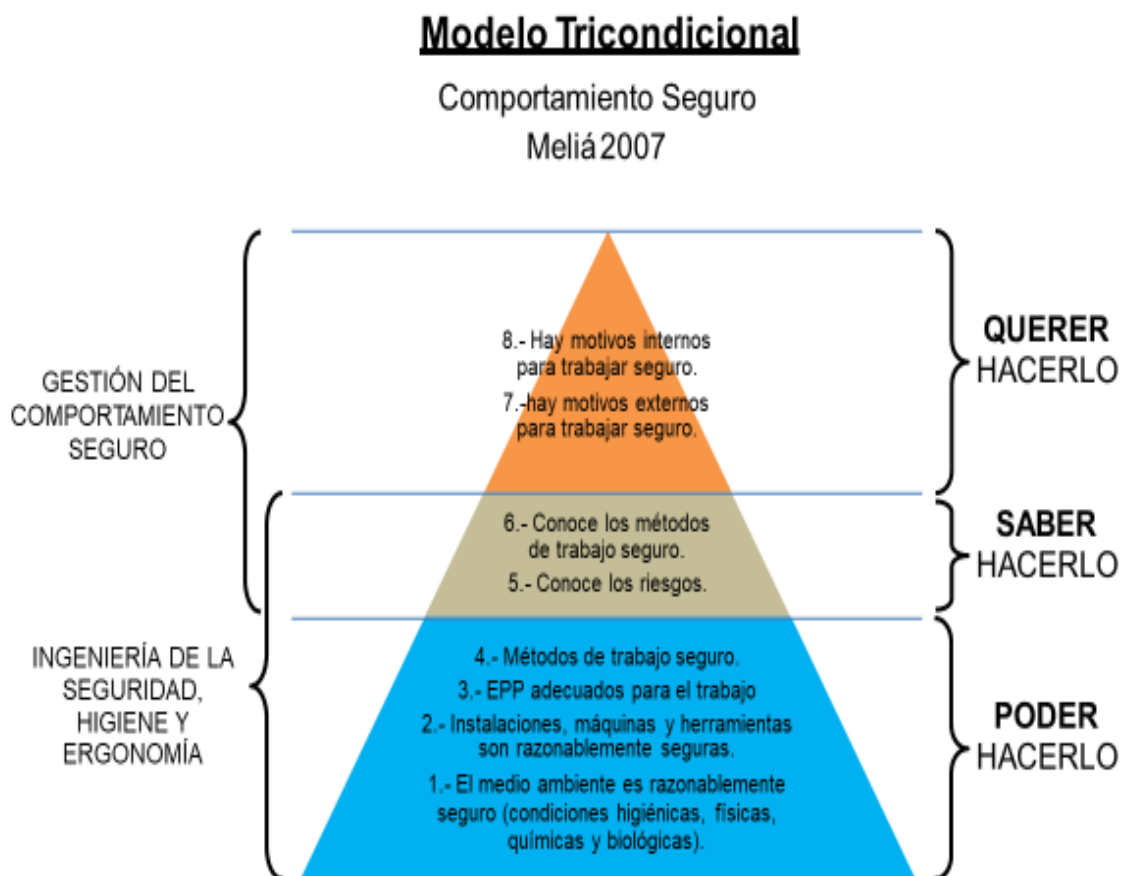 Modelo Tricondicional
Comportamiento Seguro
Meliá 2007
8.- Hay motivos internos
para trabajar seguro.
7.-hay motivos externos
para trabajar seguro.
QUERER
HACERLO
GESTIÓN DEL
COMPORTAMIENTO
SEGURO
6.- Conoce los métodos
de trabajo seguro.
5.- Conoce los riesgos.
SABER
HACERLO
INGENIERÍA DE LA
SEGURIDAD,
HIGIENE Y
ERGONOMÍA
4.- Métodos de trabajo seguro.
3.- EPP adecuados para el trabajo
2.- Instalaciones, máquinas y herramientas
son razonablemente seguras.
1.- El medio ambiente es razonablemente
seguro (condiciones higiénicas, físicas,
químicas y biológicas).
PODER
HACERLO